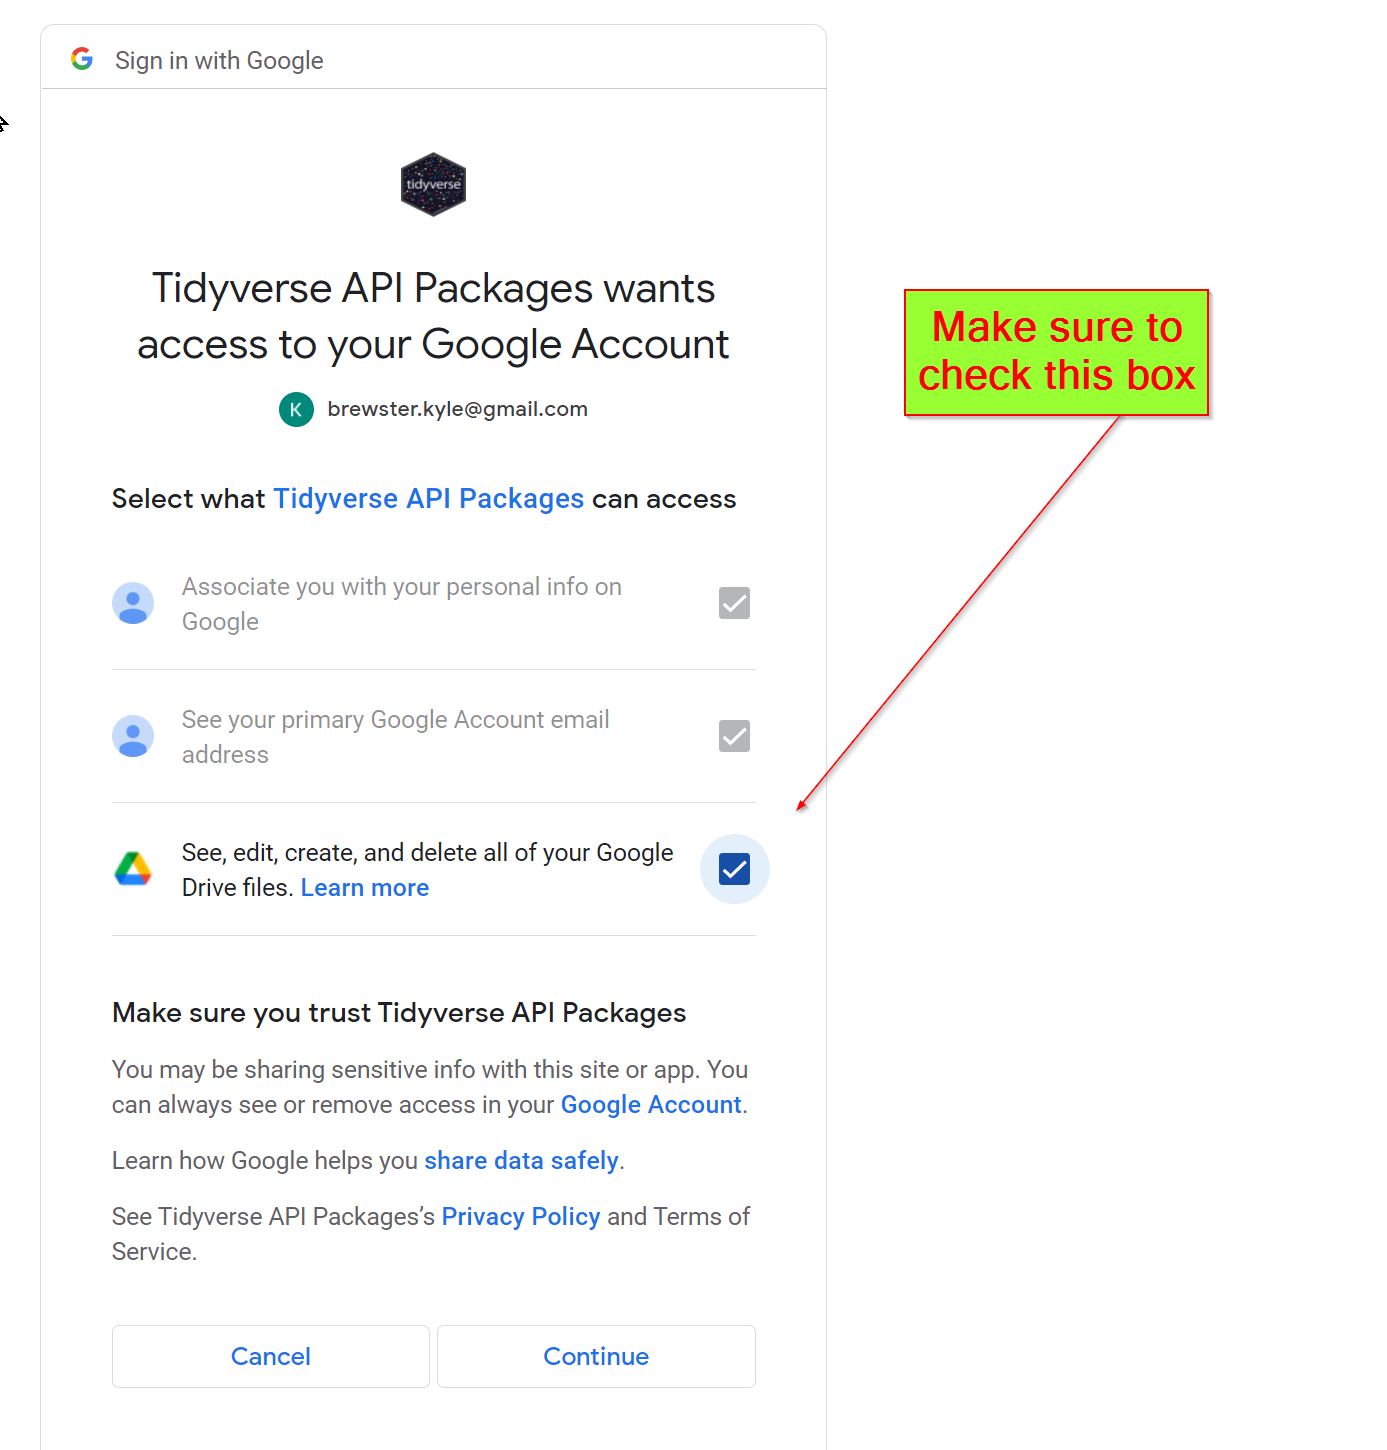 Sign in with Google
tidyverse
Tidyverse API Packages wants
access to your Google Account
K brewster.kyle@gmail.com
Make sure to
check this box
Select what Tidyverse API Packages can access
Associate you with your personal info on
Google
See your primary Google Account email
address
See, edit, create, and delete all of your Google
Drive files. Learn more
Make sure you trust Tidyverse API Packages
You may be sharing sensitive info with this site or app. You
can always see or remove access in your Google Account.
Learn how Google helps you share data safely.
See Tidyverse API Packages’s Privacy Policy and Terms of
Service.
Cancel
Continue